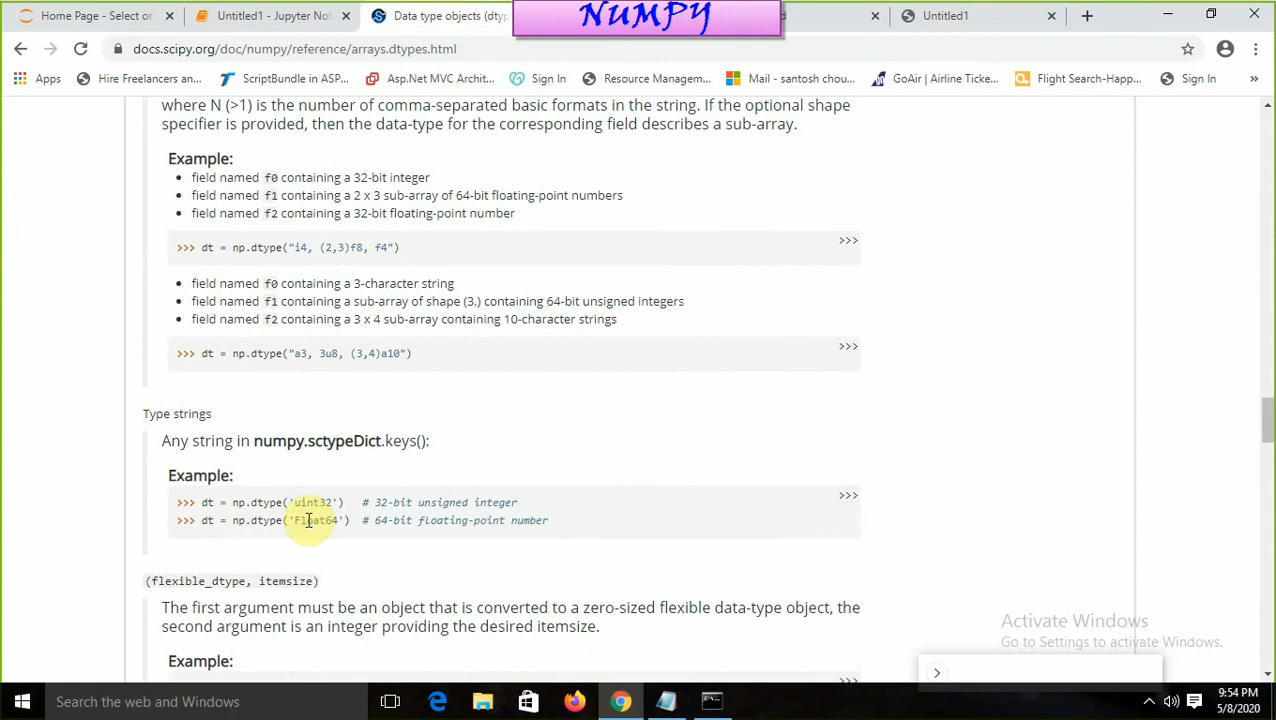 Home Page - Select or
Untitled1 - Jupyter Not
Data type objects (dtyp
NUMPY
d
Untitled1
docs.scipy.org/doc/numpy/reference/arrays.dtypes.html
Apps
Hire Freelancers an...
ScriptBundle in ASP...
Asp.Net MVC Archit...
Sign In
Resource Managem...
Mail - santosh chou...
GoAir | Airline Ticke...
Flight Search-Happ...
Sign In
»
where N (>1) is the number of comma-separated basic formats in the string. If the optional shape
specifier is provided, then the data-type for the corresponding field describes a sub-array.
Example:
• field named f0 containing a 32-bit integer
• field named f1 containing a 2 x 3 sub-array of 64-bit floating-point numbers
• field named f2 containing a 32-bit floating-point number
>>>
>>> dt = np.dtype("i4, (2,3)f8, f4")
• field named f0 containing a 3-character string
• field named f1 containing a sub-array of shape (3,) containing 64-bit unsigned integers
• field named f2 containing a 3 x 4 sub-array containing 10-character strings
>>>
>>> dt = np.dtype("a3, 3u8, (3,4)a10")
Type strings
Any string in numpy.sctypeDict.keys():
Example:
>>>
>>> dt = np.dtype('uint32')   # 32-bit unsigned integer
>>> dt = np.dtype('Float64')  # 64-bit floating-point number
(flexible_dtype, itemsize)
The first argument must be an object that is converted to a zero-sized flexible data-type object, the
second argument is an integer providing the desired itemsize.
Example:
Activate Windows
Go to Settings to activate Windows.
Search the web and Windows
9:54 PM
5/8/2020